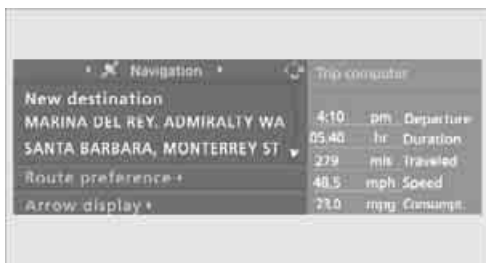 Navigation
New destination
MARINA DEL REY, ADMIRALTY WA
SANTA BARBARA, MONTERREY ST
Route preference
Arrow display
Trip computer
4:10 pm Departure
05.40 hr Duration
279 mls Traveled
48.5 mph Speed
23.0 mpg Consumpt.